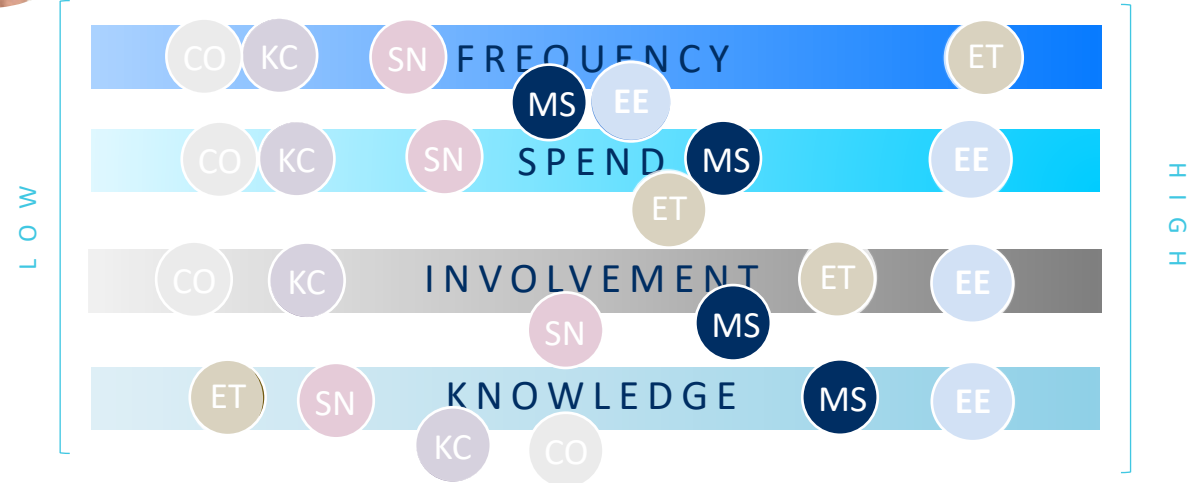 CO KC SN FREQUENCY ET
MS EE
CO KC SN SPEND MS EE
ET
LOW
HIGH
CO KC INVOLVEMENT ET EE
SN MS
ET SN KNOWLEDGE MS EE
KC CO